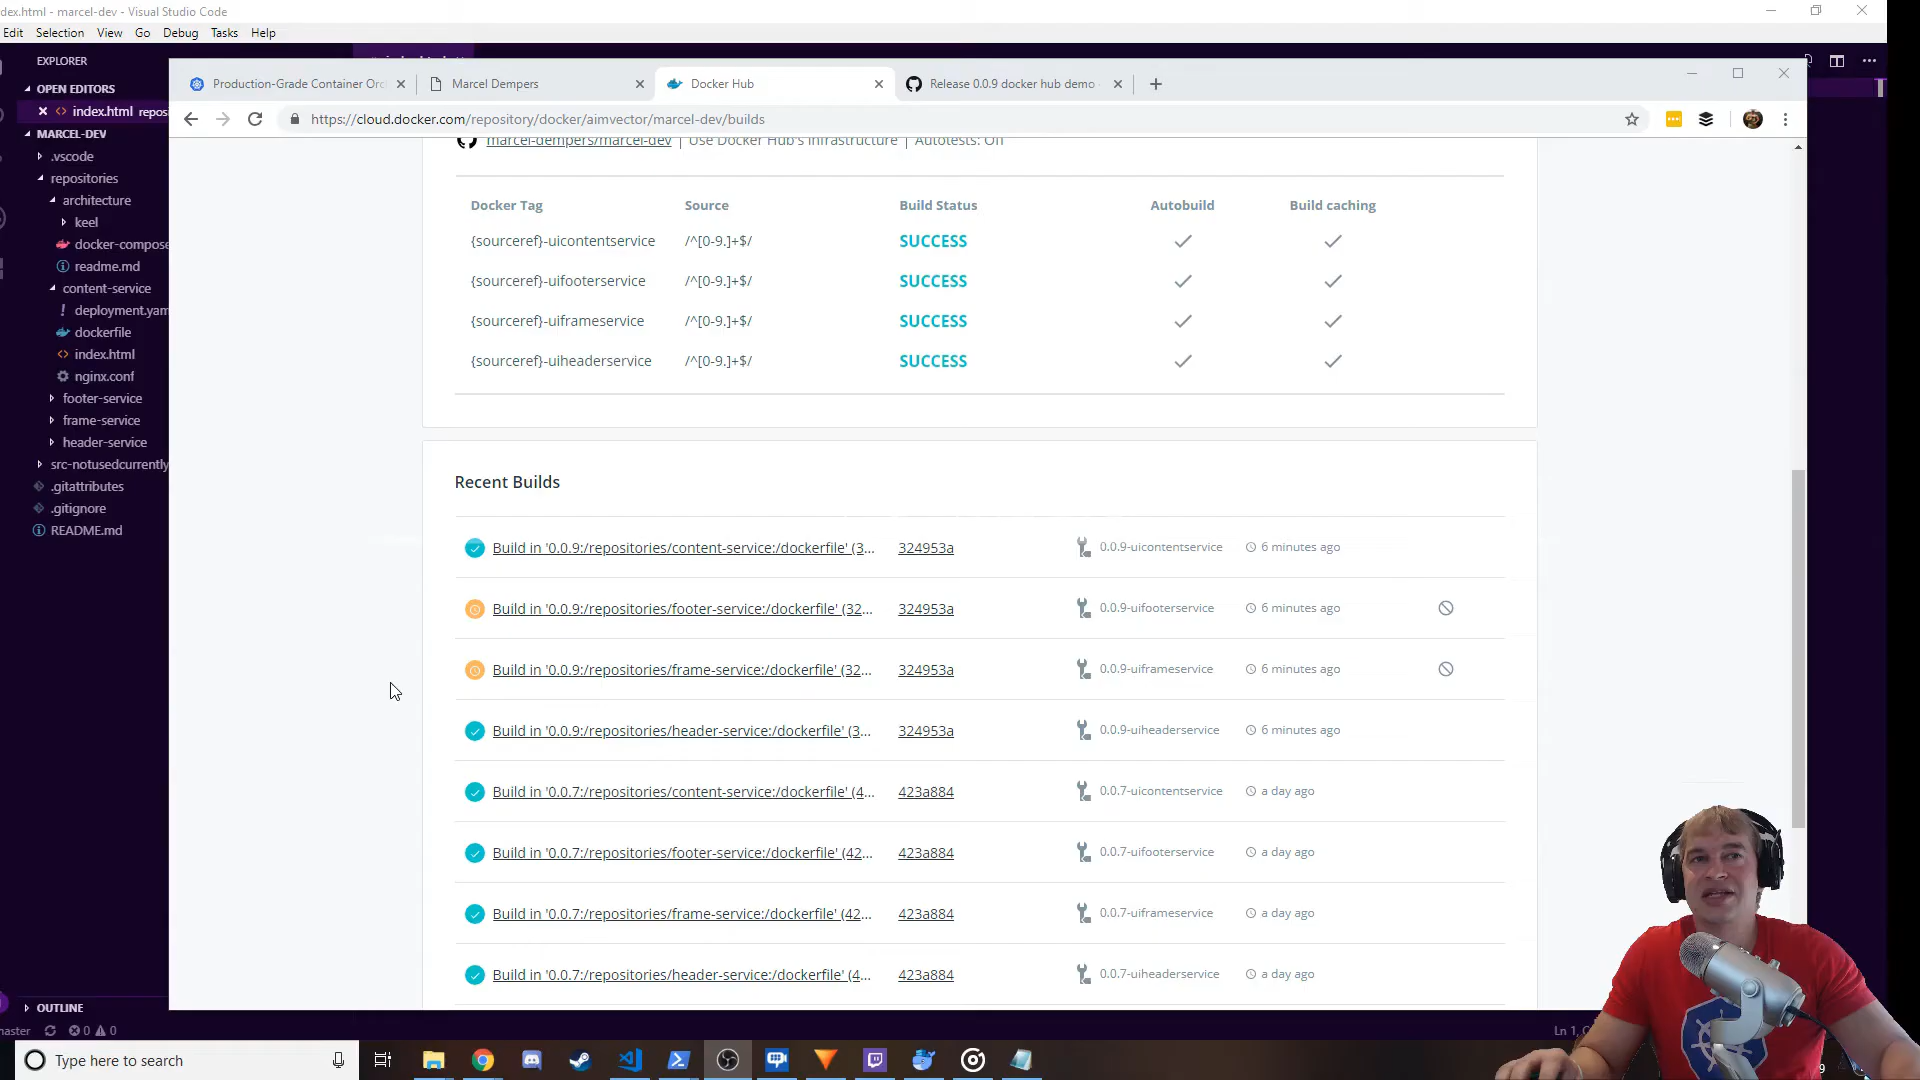 dex.html - marcel-dev - Visual Studio Code
Edit Selection View Go Debug Tasks Help
EXPLORER
OPEN EDITORS
index.html repos
MARCEL-DEV
.vscode
repositories
architecture
keel
docker-compose
readme.md
content-service
deployment.yam
dockerfile
index.html
nginx.conf
footer-service
frame-service
header-service
src-notusedcurrently
.gitattributes
.gitignore
README.md
OUTLINE
master 0 0
Ln 1, C
Production-Grade Container Orc
Marcel Dempers
Docker Hub
Release 0.0.9 docker hub demo
https://cloud.docker.com/repository/docker/aimvector/marcel-dev/builds
marcel-dempers/marcel-dev | Use Docker Hub's infrastructure | Autotests: Off
Docker Tag Source Build Status Autobuild Build caching
{sourceref}-uicontentservice /^[0-9.]+$/ SUCCESS
{sourceref}-uifooterservice /^[0-9.]+$/ SUCCESS
{sourceref}-uiframeservice /^[0-9.]+$/ SUCCESS
{sourceref}-uiheaderservice /^[0-9.]+$/ SUCCESS
Recent Builds
Build in '0.0.9:/repositories/content-service:/dockerfile' (3... 324953a 0.0.9-uicontentservice 6 minutes ago
Build in '0.0.9:/repositories/footer-service:/dockerfile' (32... 324953a 0.0.9-uifooterservice 6 minutes ago
Build in '0.0.9:/repositories/frame-service:/dockerfile' (32... 324953a 0.0.9-uiframeservice 6 minutes ago
Build in '0.0.9:/repositories/header-service:/dockerfile' (3... 324953a 0.0.9-uiheaderservice 6 minutes ago
Build in '0.0.7:/repositories/content-service:/dockerfile' (4... 423a884 0.0.7-uicontentservice a day ago
Build in '0.0.7:/repositories/footer-service:/dockerfile' (42... 423a884 0.0.7-uifooterservice a day ago
Build in '0.0.7:/repositories/frame-service:/dockerfile' (42... 423a884 0.0.7-uiframeservice a day ago
Build in '0.0.7:/repositories/header-service:/dockerfile' (4... 423a884 0.0.7-uiheaderservice a day ago
Type here to search